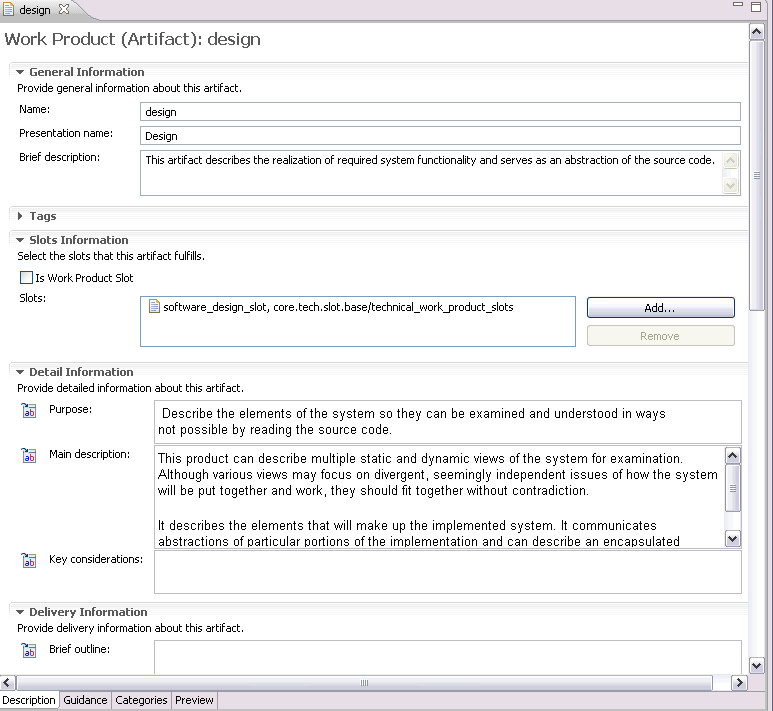 design
Work Product (Artifact): design
General Information
Provide general information about this artifact.
Name:
design
Presentation name:
Design
Brief description:
This artifact describes the realization of required system functionality and serves as an abstraction of the source code.
Tags
Slots Information
Select the slots that this artifact fulfills.
Is Work Product Slot
Slots:
software_design_slot, core.tech.slot.base/technical_work_product_slots
Add...
Remove
Detail Information
Provide detailed information about this artifact.
Purpose:
Describe the elements of the system so they can be examined and understood in ways
not possible by reading the source code.
Main description:
This product can describe multiple static and dynamic views of the system for examination.
Although various views may focus on divergent, seemingly independent issues of how the system
will be put together and work, they should fit together without contradiction.
It describes the elements that will make up the implemented system. It communicates
abstractions of particular portions of the implementation and can describe an encapsulated
Key considerations:
Delivery Information
Provide delivery information about this artifact.
Brief outline:
Description Guidance Categories Preview